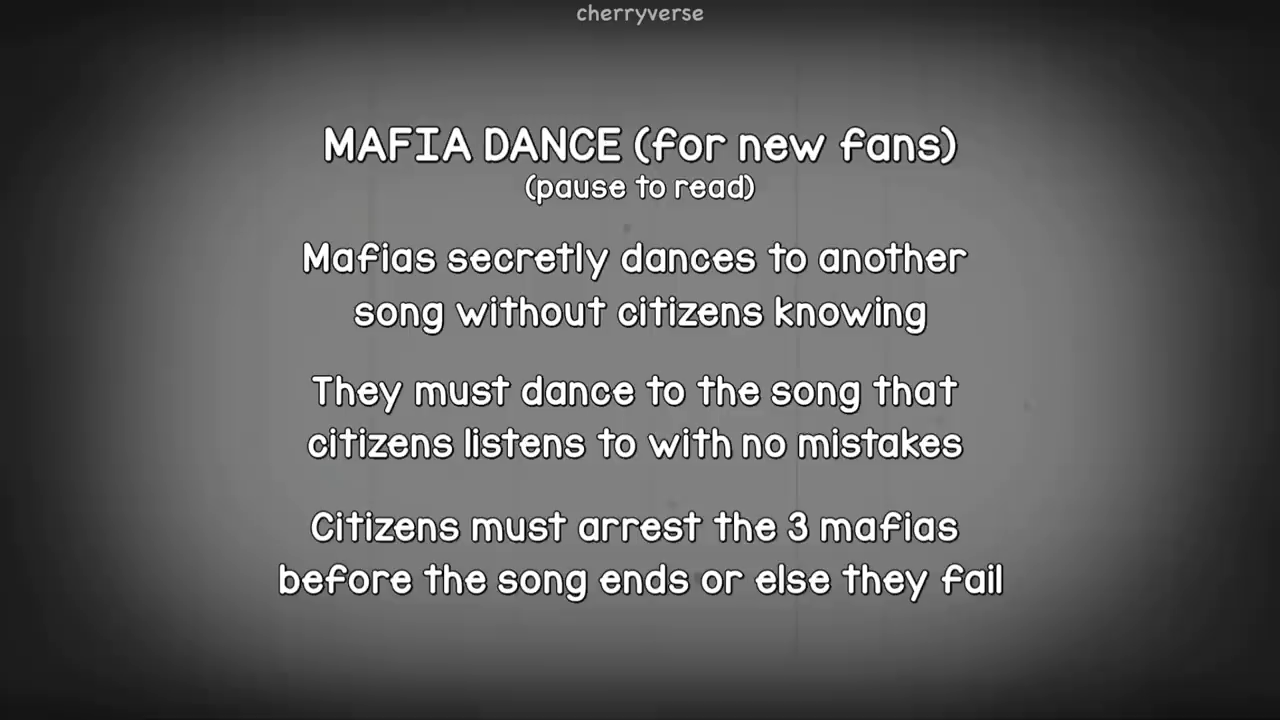 cherryverse
MAFIA DANCE (for new fans)
(pause to read)
Mafias secretly dances to another
song without citizens knowing
They must dance to the song that
citizens listens to with no mistakes
Citizens must arrest the 3 mafias
before the song ends or else they fail